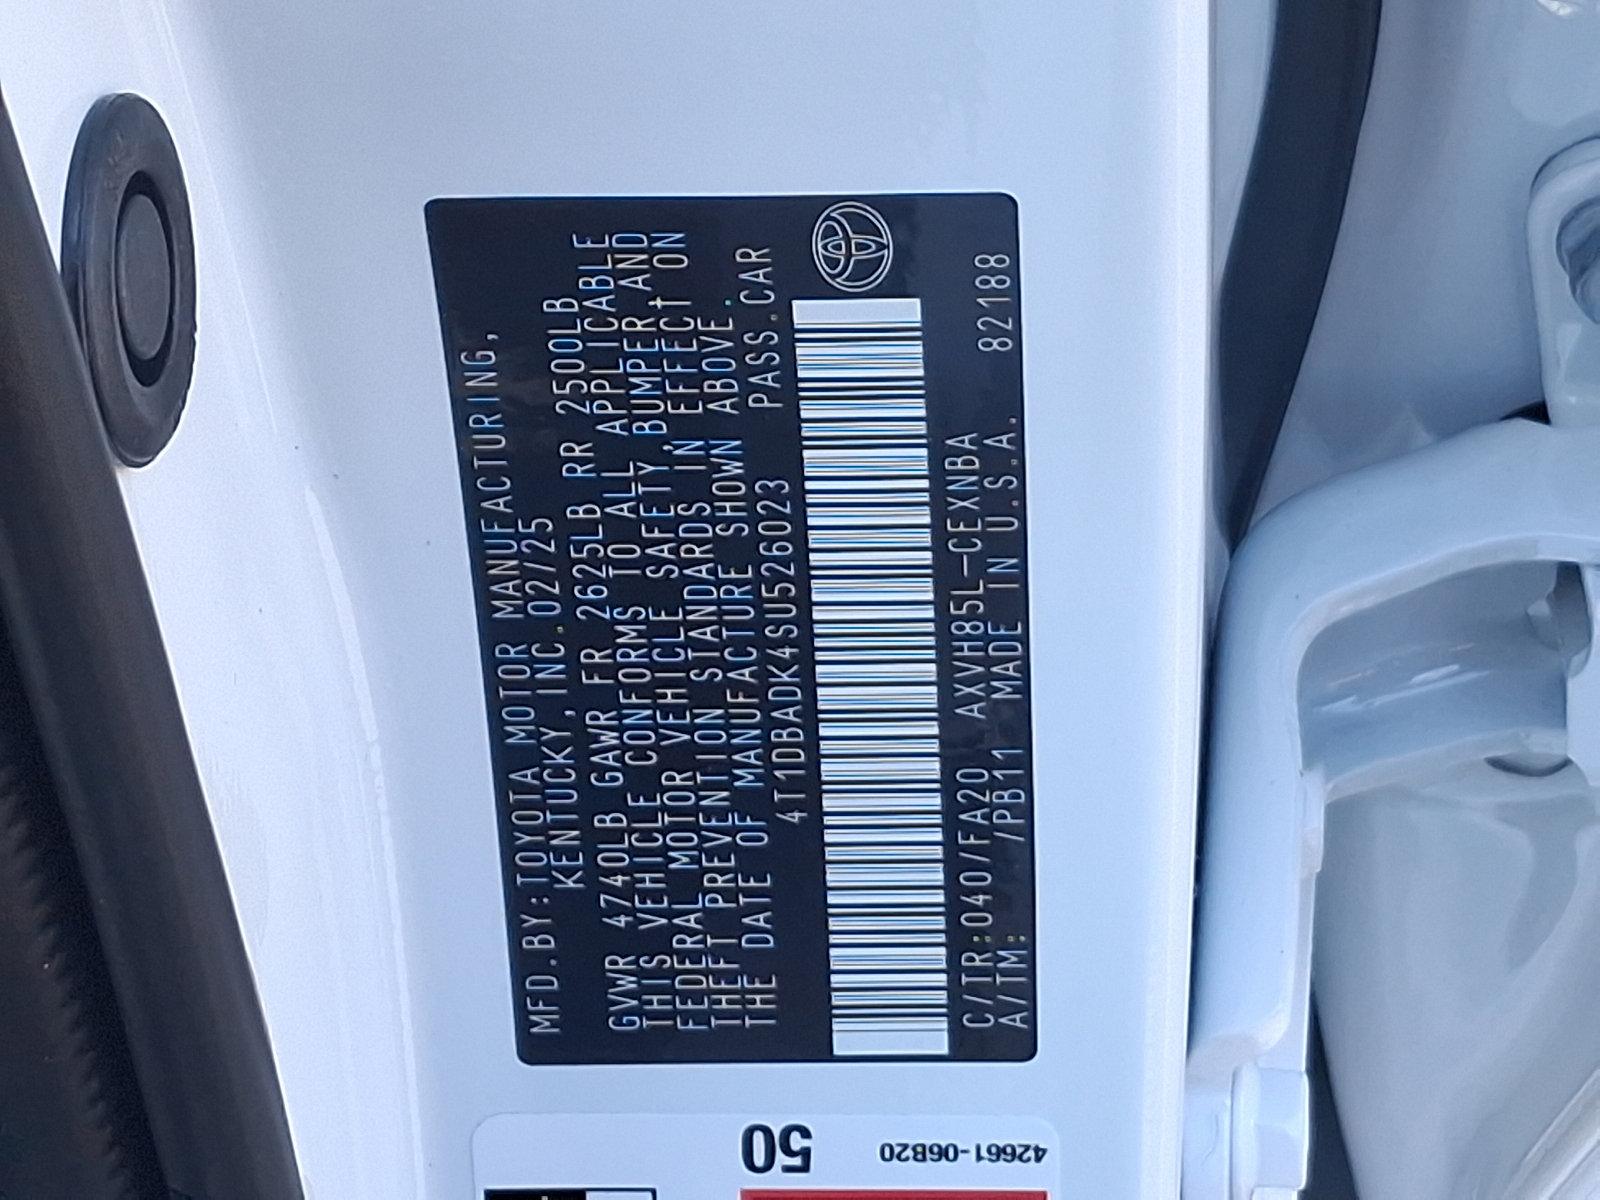 MFD.BY:TOYOTA MOTOR MANUFACTURING,
KENTUCKY,INC.02/25
GVWR 4740LB GAWR FR 2625LB RR 2500LB
THIS VEHICLE CONFORMS TO ALL APPLICABLE
FEDERAL MOTOR VEHICLE SAFETY,BUMPER,AND
THEFT PREVENTION STANDARDS IN EFFECT ON
THE DATE OF MANUFACTURE SHOWN ABOVE.
4T1DBADK4SU526023 PASS.CAR
C/TR:040/FA20 AXVH85L-CEXNBA
A/TM: /PB11 MADE IN U.S.A. 82188
50
42661-06B20